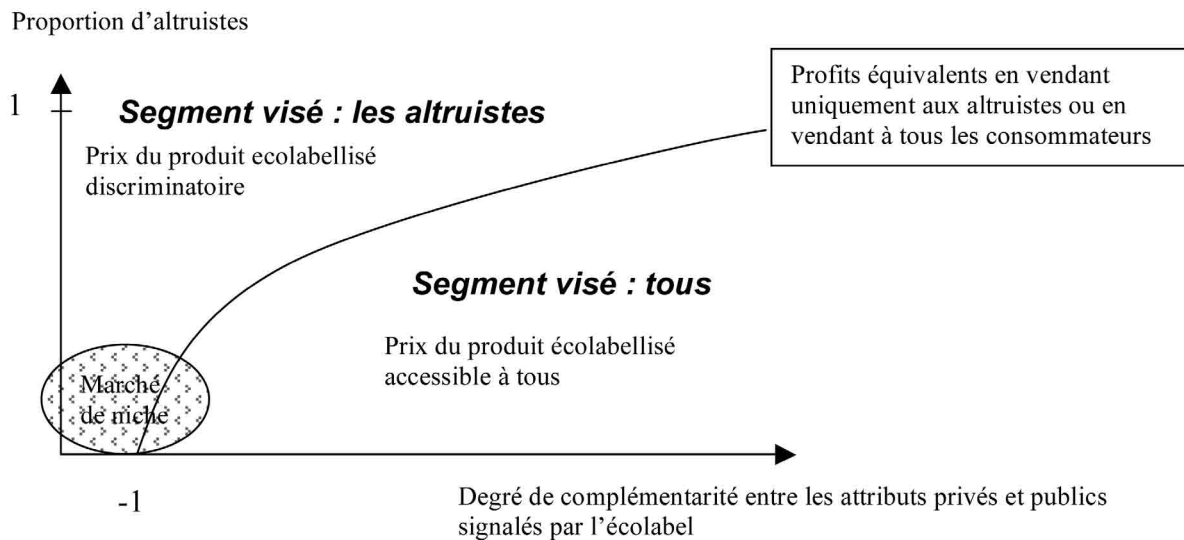 Proportion d’altruistes
1
Segment visé : les altruistes
Prix du produit ecolabellisé
discriminatoire
Profits équivalents en vendant
uniquement aux altruistes ou en
vendant à tous les consommateurs
Segment visé : tous
Prix du produit écolabellisé
accessible à tous
Marché
de niche
-1
Degré de complémentarité entre les attributs privés et publics
signalés par l’écolabel